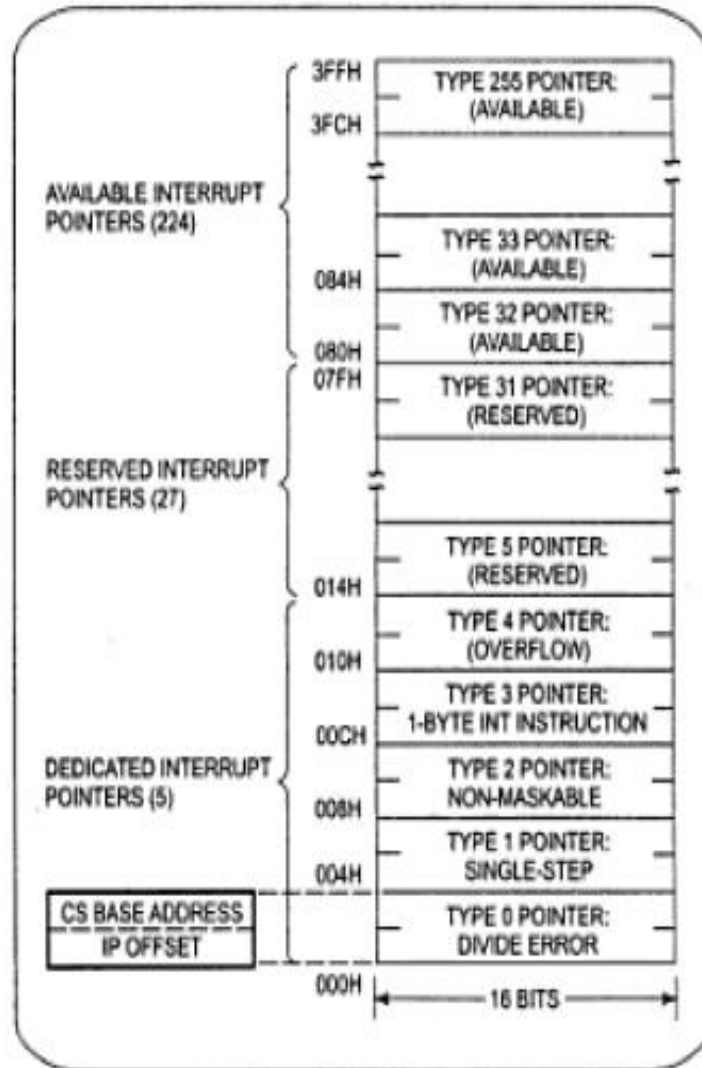 3FFH
TYPE 255 POINTER:
(AVAILABLE)
3FCH
AVAILABLE INTERRUPT
POINTERS (224)
TYPE 33 POINTER:
(AVAILABLE)
084H
TYPE 32 POINTER:
(AVAILABLE)
080H
07FH
TYPE 31 POINTER:
(RESERVED)
RESERVED INTERRUPT
POINTERS (27)
TYPE 5 POINTER:
(RESERVED)
014H
TYPE 4 POINTER:
(OVERFLOW)
010H
TYPE 3 POINTER:
1-BYTE INT INSTRUCTION
00CH
DEDICATED INTERRUPT
POINTERS (5)
TYPE 2 POINTER:
NON-MASKABLE
008H
TYPE 1 POINTER:
SINGLE-STEP
004H
CS BASE ADDRESS
IP OFFSET
TYPE 0 POINTER:
DIVIDE ERROR
000H
16 BITS